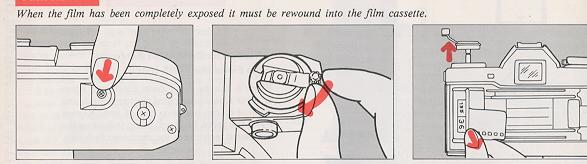 When the film has been completely exposed it must be rewound into the film cassette.